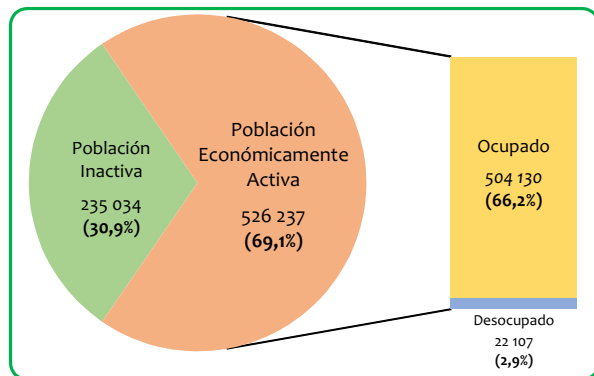 Población
Inactiva
235 034
(30,9%)
Población
Económicamente
Activa
526 237
(69,1%)
Ocupado
504 130
(66,2%)
Desocupado
22 107
(2,9%)